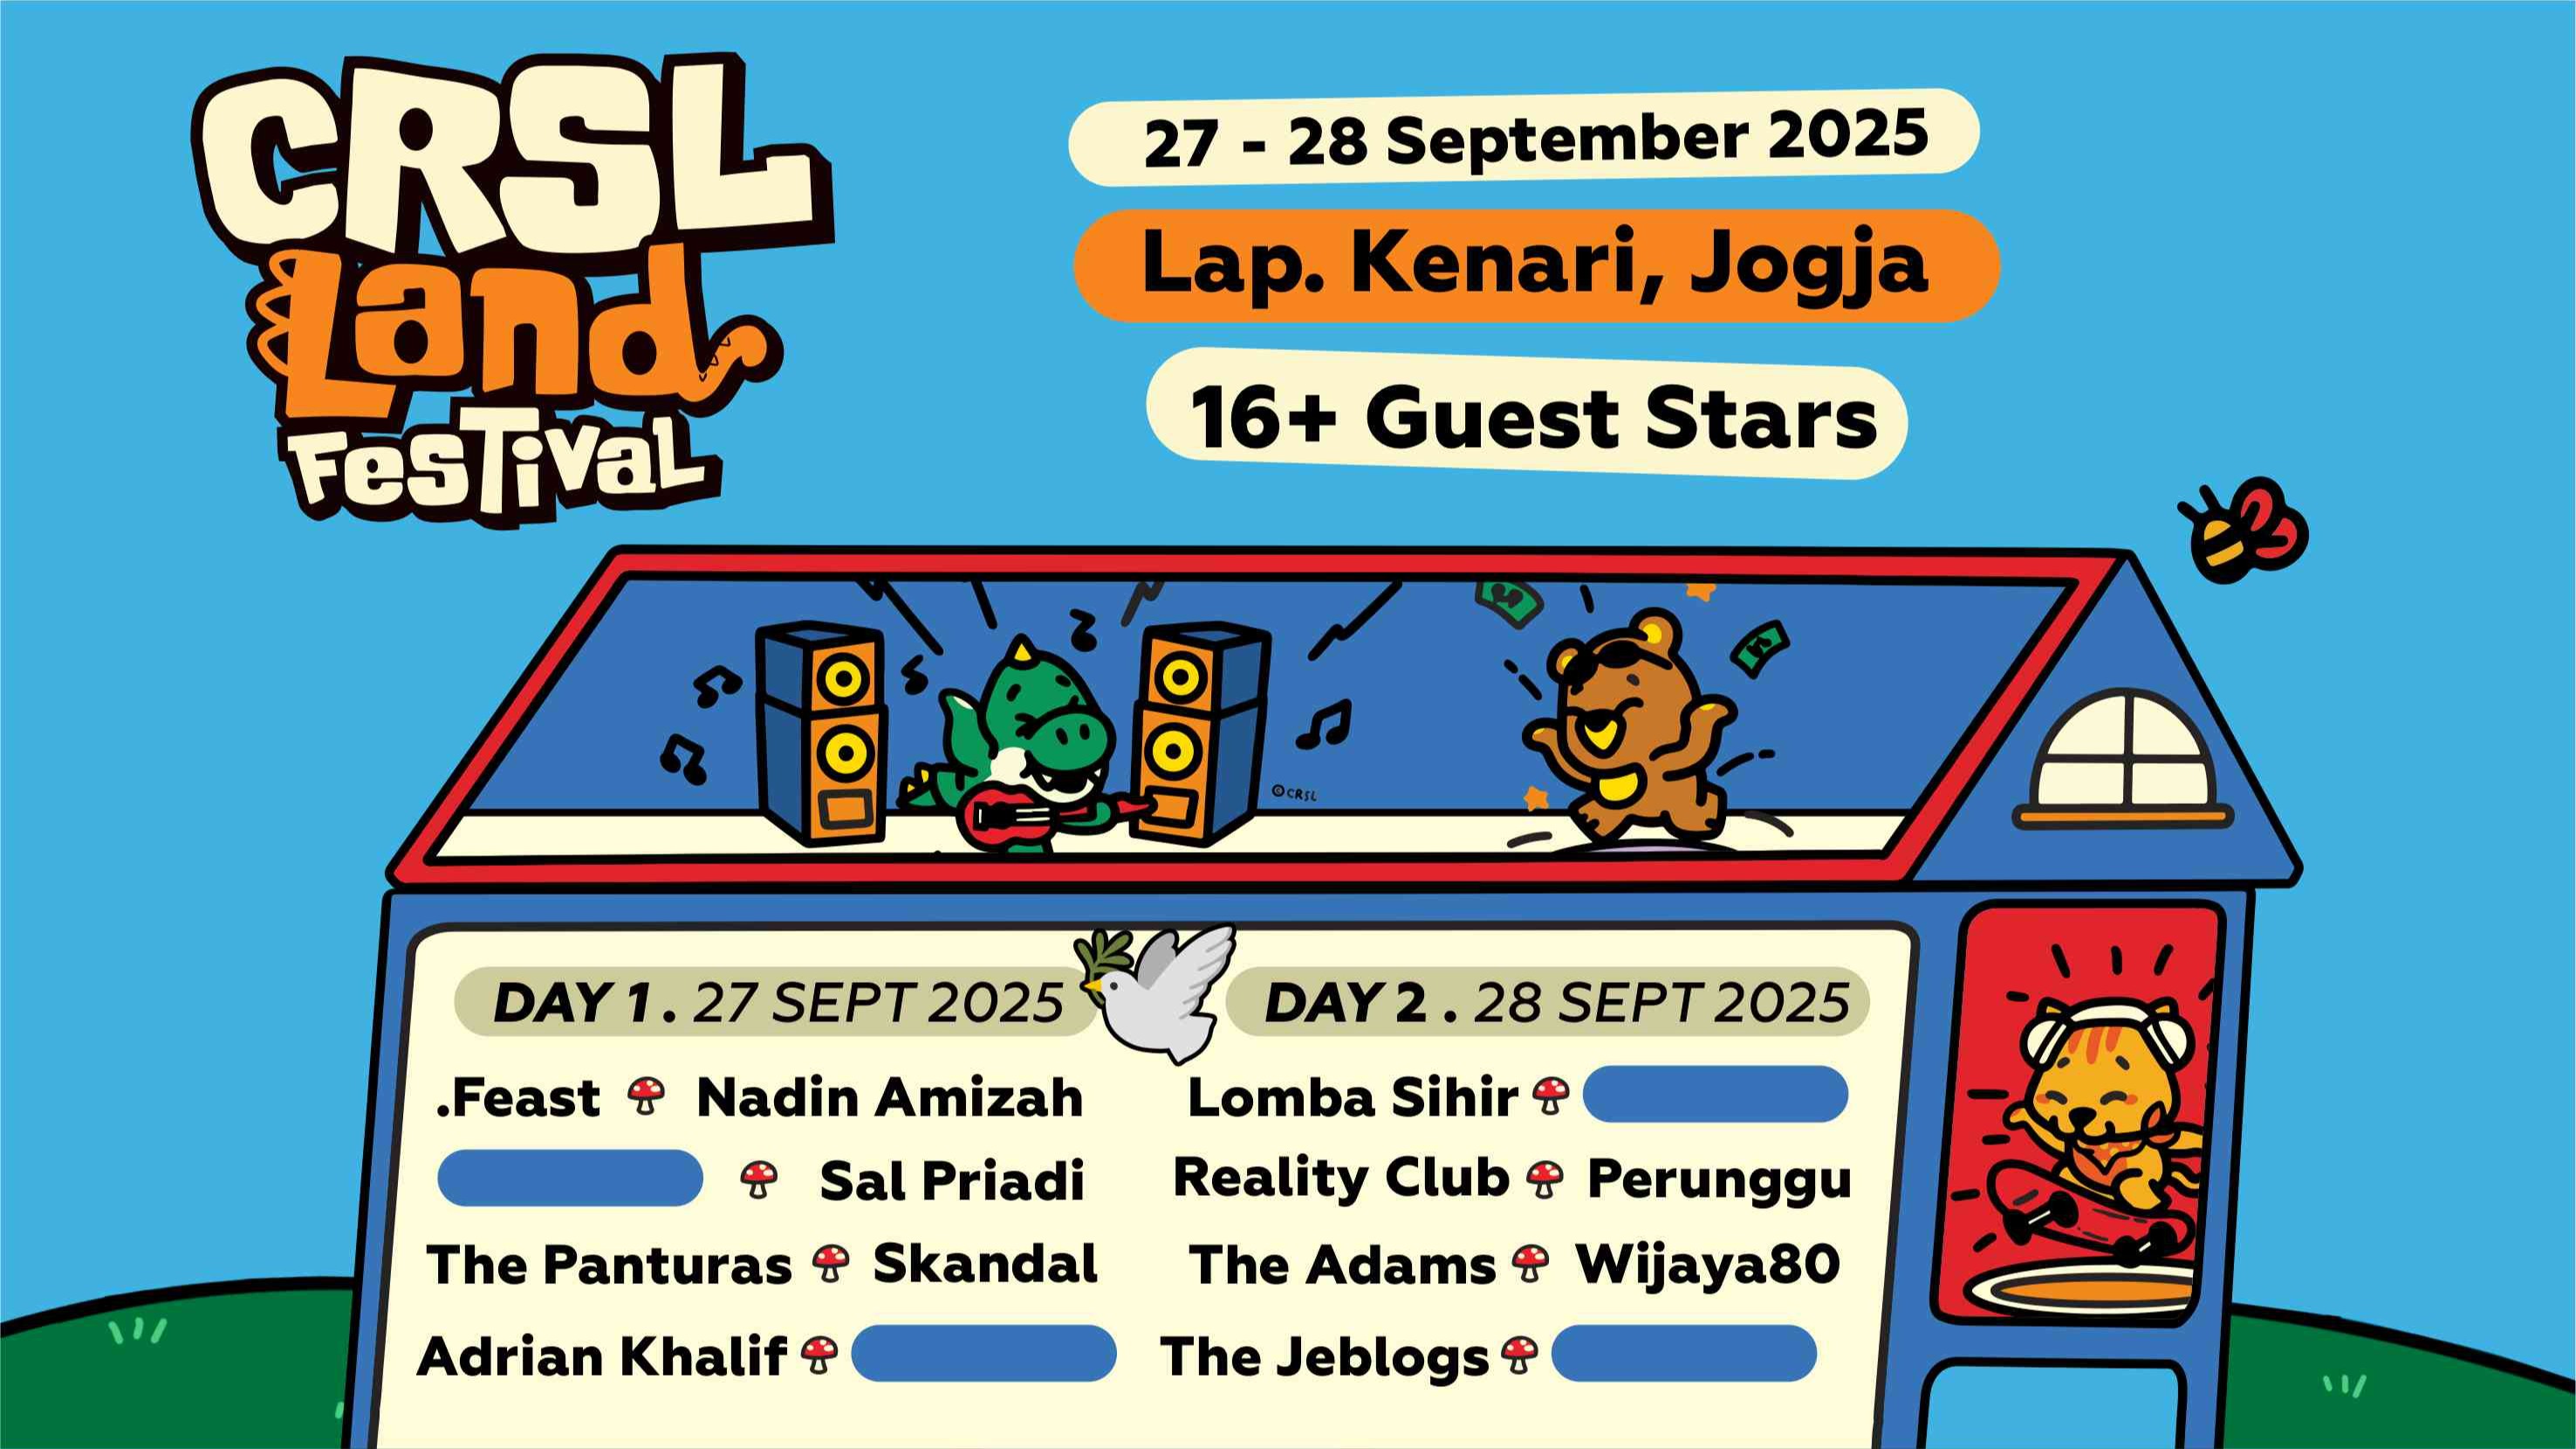 CRSL
Land
Festival
27 - 28 September 2025
Lap. Kenari, Jogja
16+ Guest Stars
©CRSL
DAY 1 . 27 SEPT 2025
.Feast Nadin Amizah
Sal Priadi
The Panturas Skandal
Adrian Khalif
DAY 2 . 28 SEPT 2025
Lomba Sihir
Reality Club Perunggu
The Adams Wijaya80
The Jeblogs